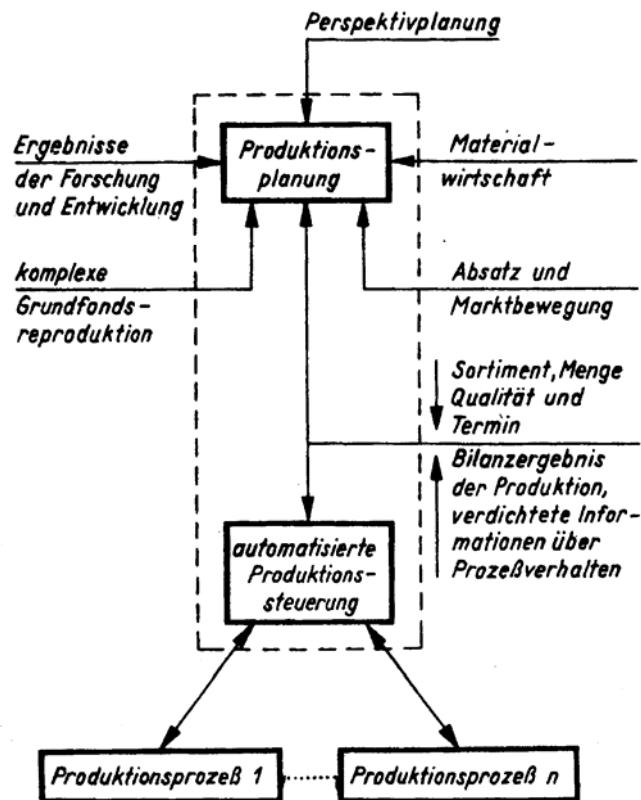 Perspektivplanung
Ergebnisse
der Forschung
und Entwicklung
Produktions-
planung
Material-
wirtschaft
komplexe
Grundfonds-
reproduktion
Absatz und
Marktbewegung
Sortiment, Menge
Qualität und
Termin
Bilanzergebnis
der Produktion,
verdichtete Infor-
mationen über
Prozeßverhalten
automatisierte
Produktions-
steuerung
Produktionsprozeß 1
Produktionsprozeß n